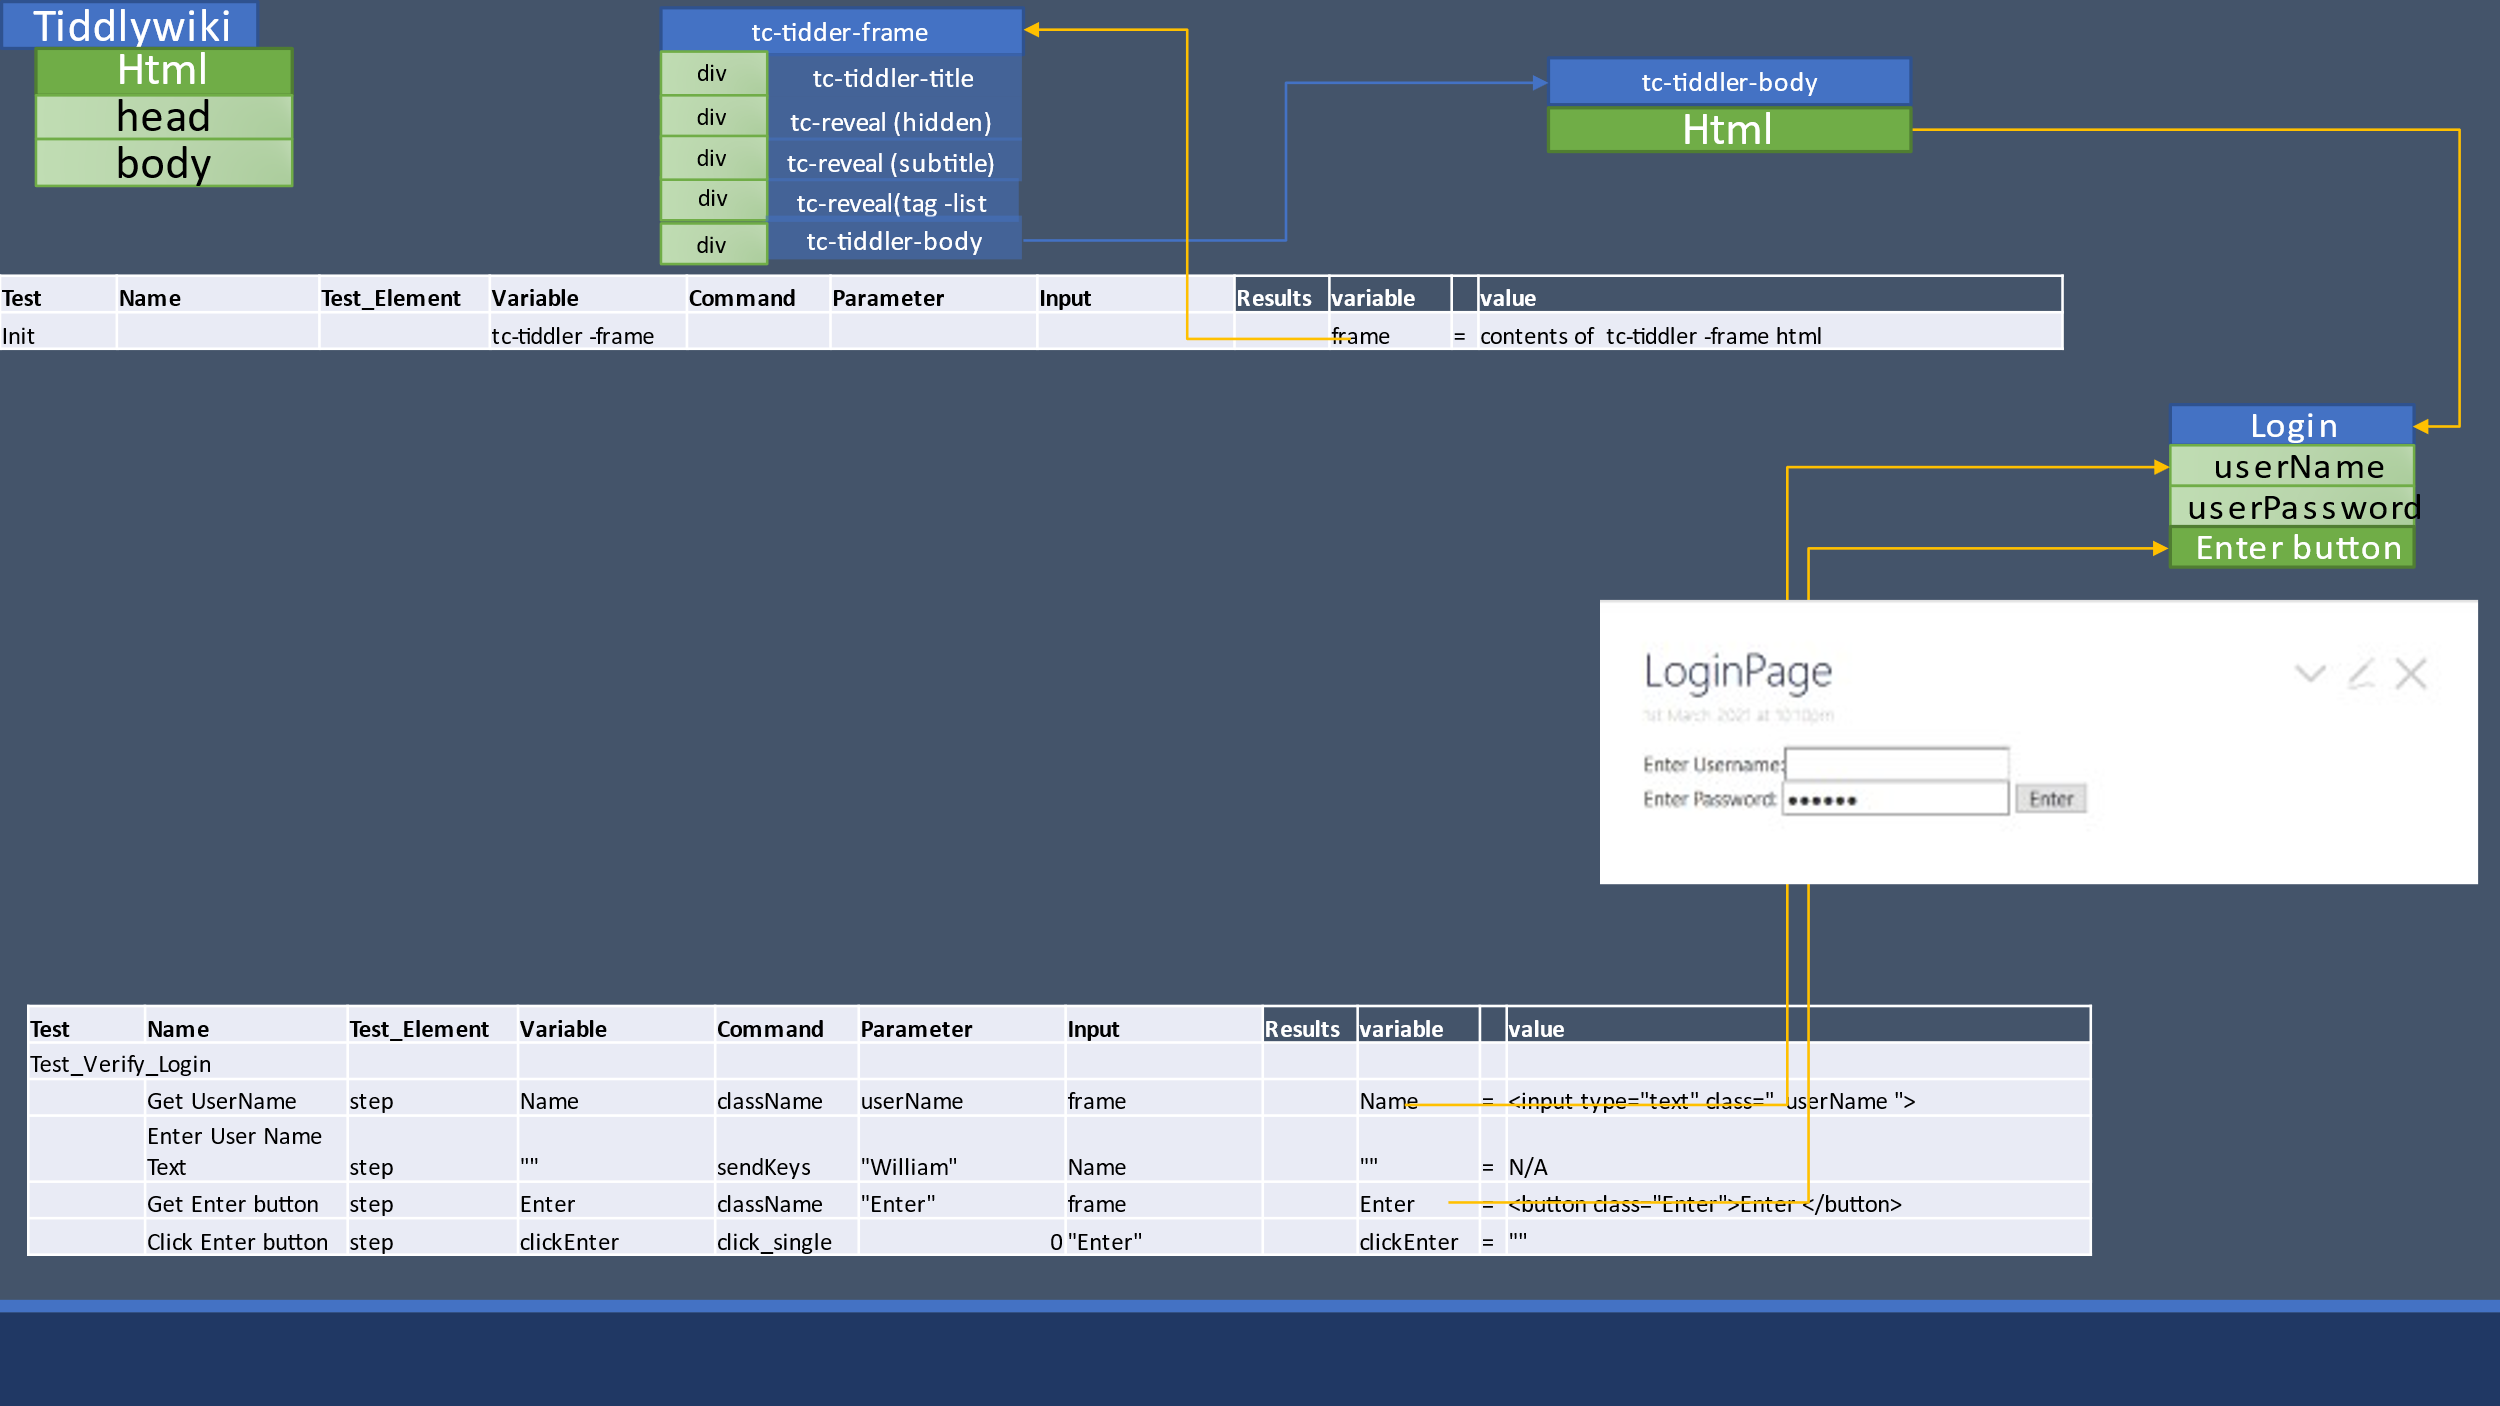 Tiddlywiki
Html
head
body
tc-tidder-frame
div tc-tiddler-title
div tc-reveal (hidden)
div tc-reveal (subtitle)
div tc-reveal(tag -list
div tc-tiddler-body
tc-tiddler-body
Html
Test Name Test_Element Variable Command Parameter Input Results variable value
Init tc-tiddler -frame frame = contents of tc-tiddler -frame html
Login
userName
userPassword
Enter button
LoginPage
1st March 2021 at 10:10pm
Enter Username:
Enter Password: •••••• Enter
Test Name Test_Element Variable Command Parameter Input Results variable value
Test_Verify_Login
Get UserName step Name className userName frame Name = <input type="text" class=" userName ">
Enter User Name
Text step "" sendKeys "William" Name "" = N/A
Get Enter button step Enter className "Enter" frame Enter = <button class="Enter">Enter </button>
Click Enter button step clickEnter click_single 0 "Enter" clickEnter = ""